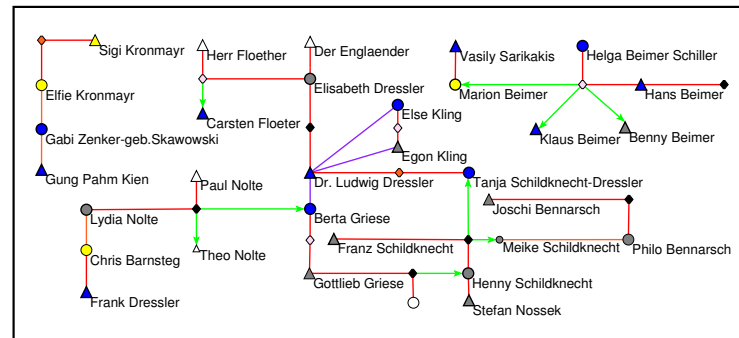 Sigi Kronmayr
Herr Floether
Der Englaender
Vasily Sarikakis
Helga Beimer Schiller
Elfie Kronmayr
Elisabeth Dressler
Marion Beimer
Hans Beimer
Carsten Floeter
Else Kling
Gabi Zenker-geb.Skawowski
Klaus Beimer
Benny Beimer
Egon Kling
Gung Pahm Kien
Paul Nolte
Dr. Ludwig Dressler
Tanja Schildknecht-Dressler
Joschi Bennarsch
Lydia Nolte
Berta Griese
Theo Nolte
Franz Schildknecht
Meike Schildknecht
Philo Bennarsch
Chris Barnsteg
Gottlieb Griese
Henny Schildknecht
Frank Dressler
Stefan Nossek